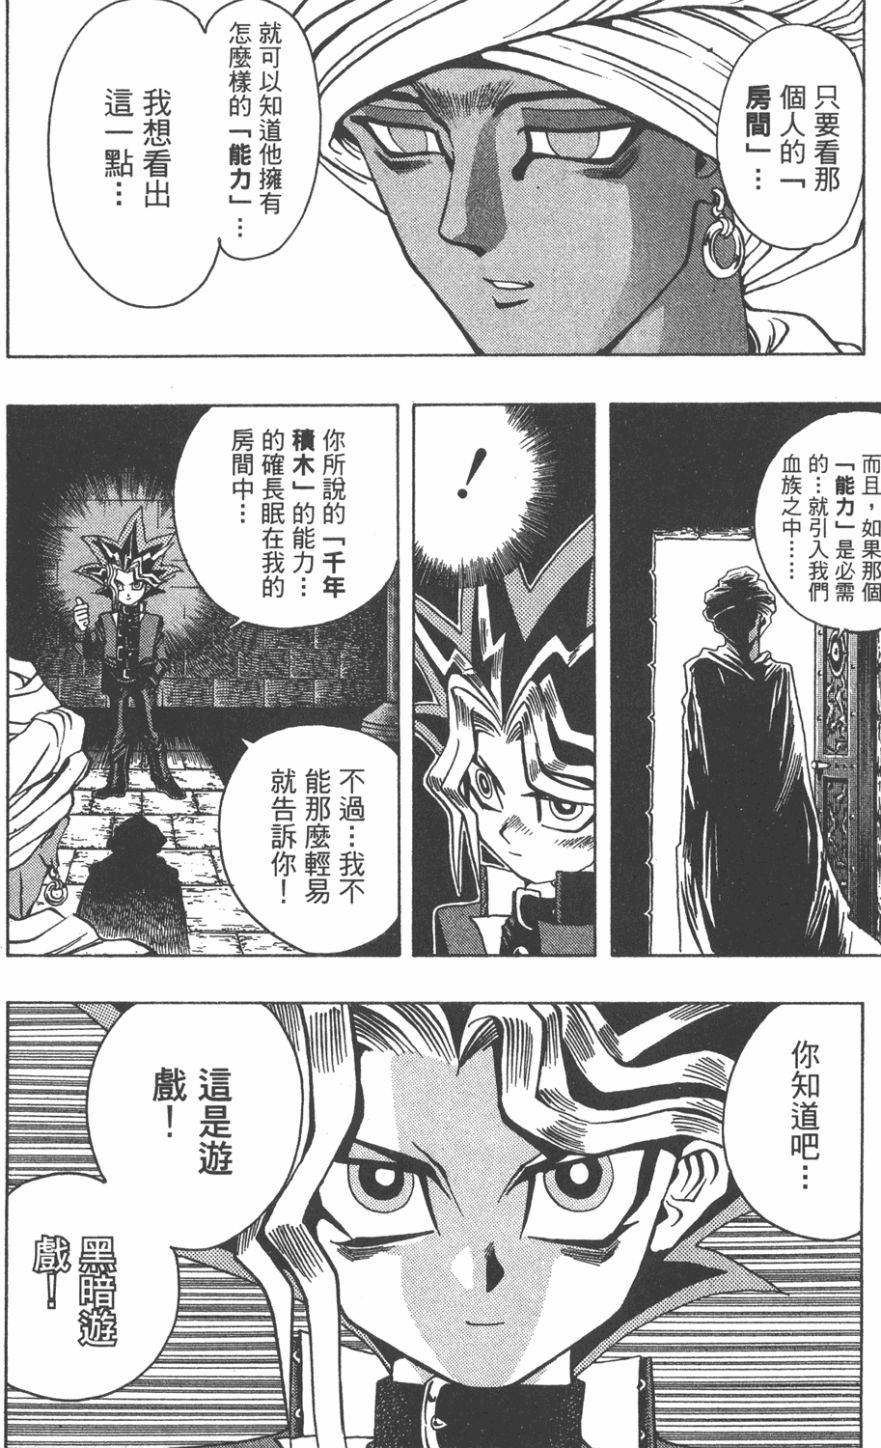 只要看那
個人的「
房間」…
就可以知道他擁有
怎麼樣的「能力」…
我想看出
這一點…
而且，如果那個
「能力」是必需
的…就引入我們
血族之中……
！
你所說的「千年
積木」的能力…
的確長眠在我的
房間中…
不過…我不
能那麼輕易
就告訴你！
你知道吧…
這是遊
戲！
黑暗遊
戲！